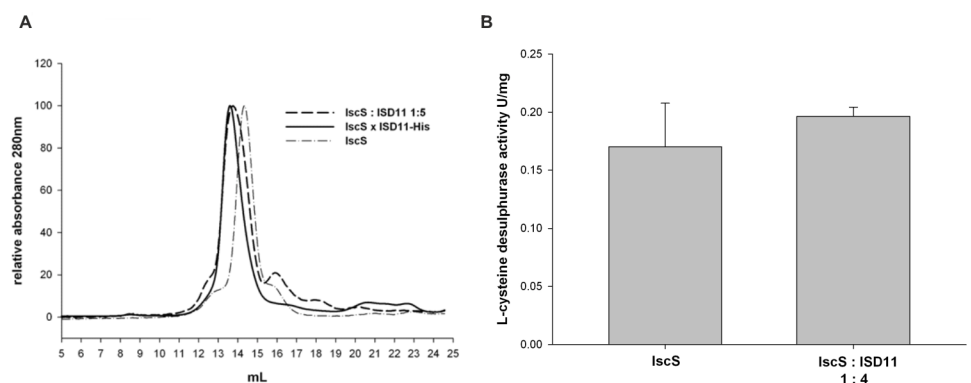 A
relative absorbance 280nm
120
100
80
60
40
20
0
IscS : ISD11 1:5
IscS x ISD11-His
IscS
5 6 7 8 9 10 11 12 13 14 15 16 17 18 19 20 21 22 23 24 25
mL
B
L-cysteine desulphurase activity U/mg
0.25
0.20
0.15
0.10
0.05
0.00
IscS
IscS : ISD11
1 : 4